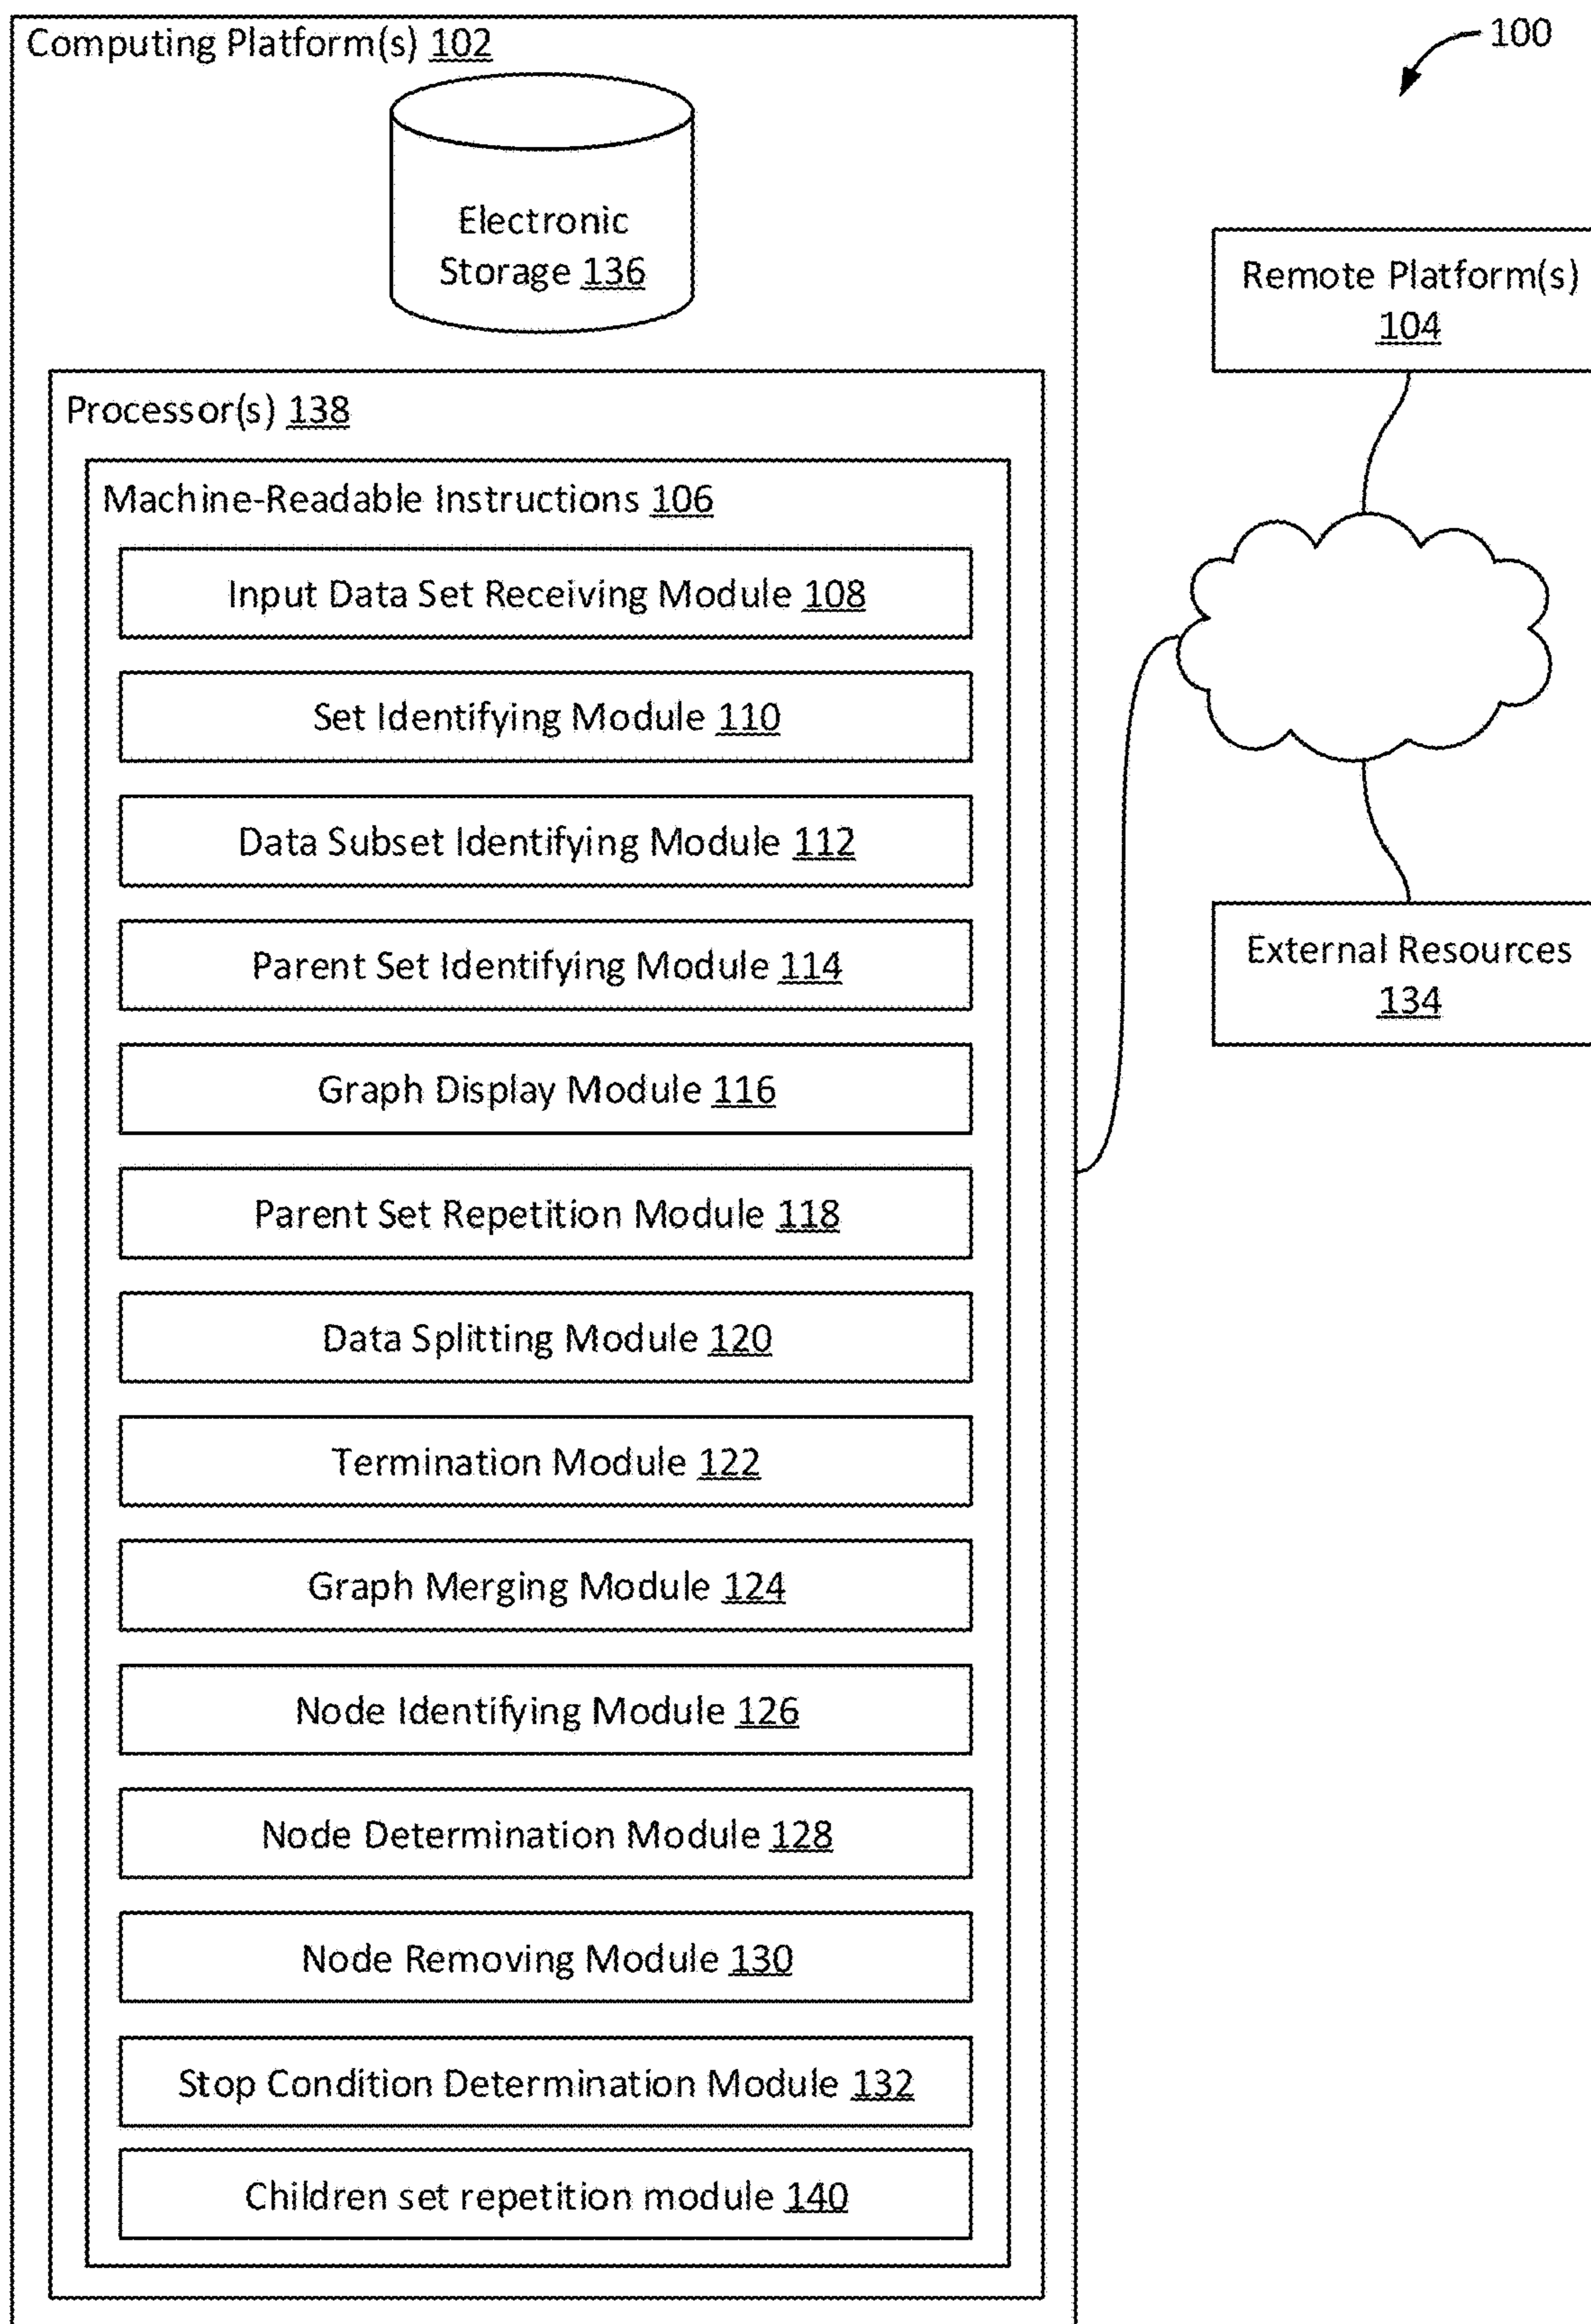 Computing Platform(s) 102
100
Electronic
Storage 136
Remote Platform(s)
104
Processor(s) 138
Machine-Readable Instructions 106
Input Data Set Receiving Module 108
Set Identifying Module 110
Data Subset Identifying Module 112
Parent Set Identifying Module 114
External Resources
134
Graph Display Module 116
Parent Set Repetition Module 118
Data Splitting Module 120
Termination Module 122
Graph Merging Module 124
Node Identifying Module 126
Node Determination Module 128
Node Removing Module 130
Stop Condition Determination Module 132
Children set repetition module 140